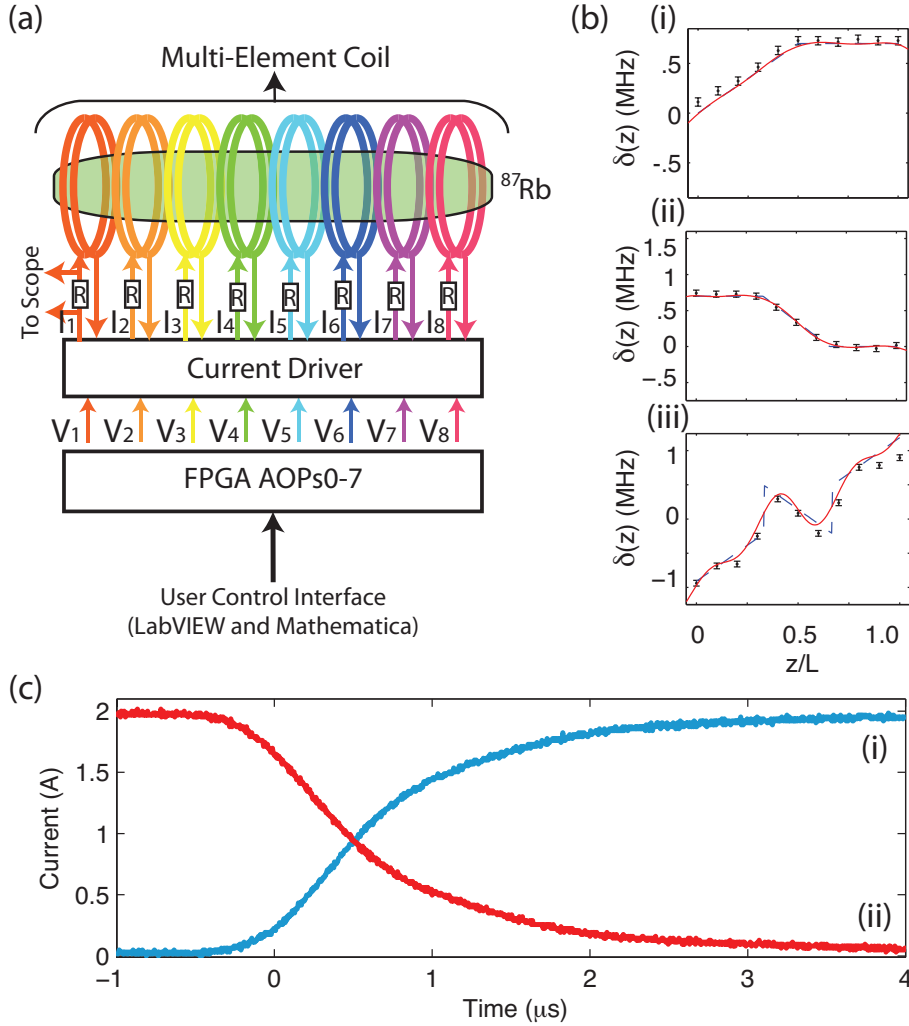 (a)
Multi-Element Coil
87Rb
To Scope
R R R R R R R R
I1 I2 I3 I4 I5 I6 I7 I8
Current Driver
V1 V2 V3 V4 V5 V6 V7 V8
FPGA AOPs0-7
User Control Interface
(LabVIEW and Mathematica)
(b)
(i)
δ(z) (MHz)
.5
0
-.5
(ii)
δ(z) (MHz)
1.5
1
.5
0
-.5
(iii)
δ(z) (MHz)
1
0
−1
0 0.5 1.0
z/L
(c)
Current (A)
2
1.5
1
0.5
0
(i)
(ii)
−1 0 1 2 3 4
Time (μs)